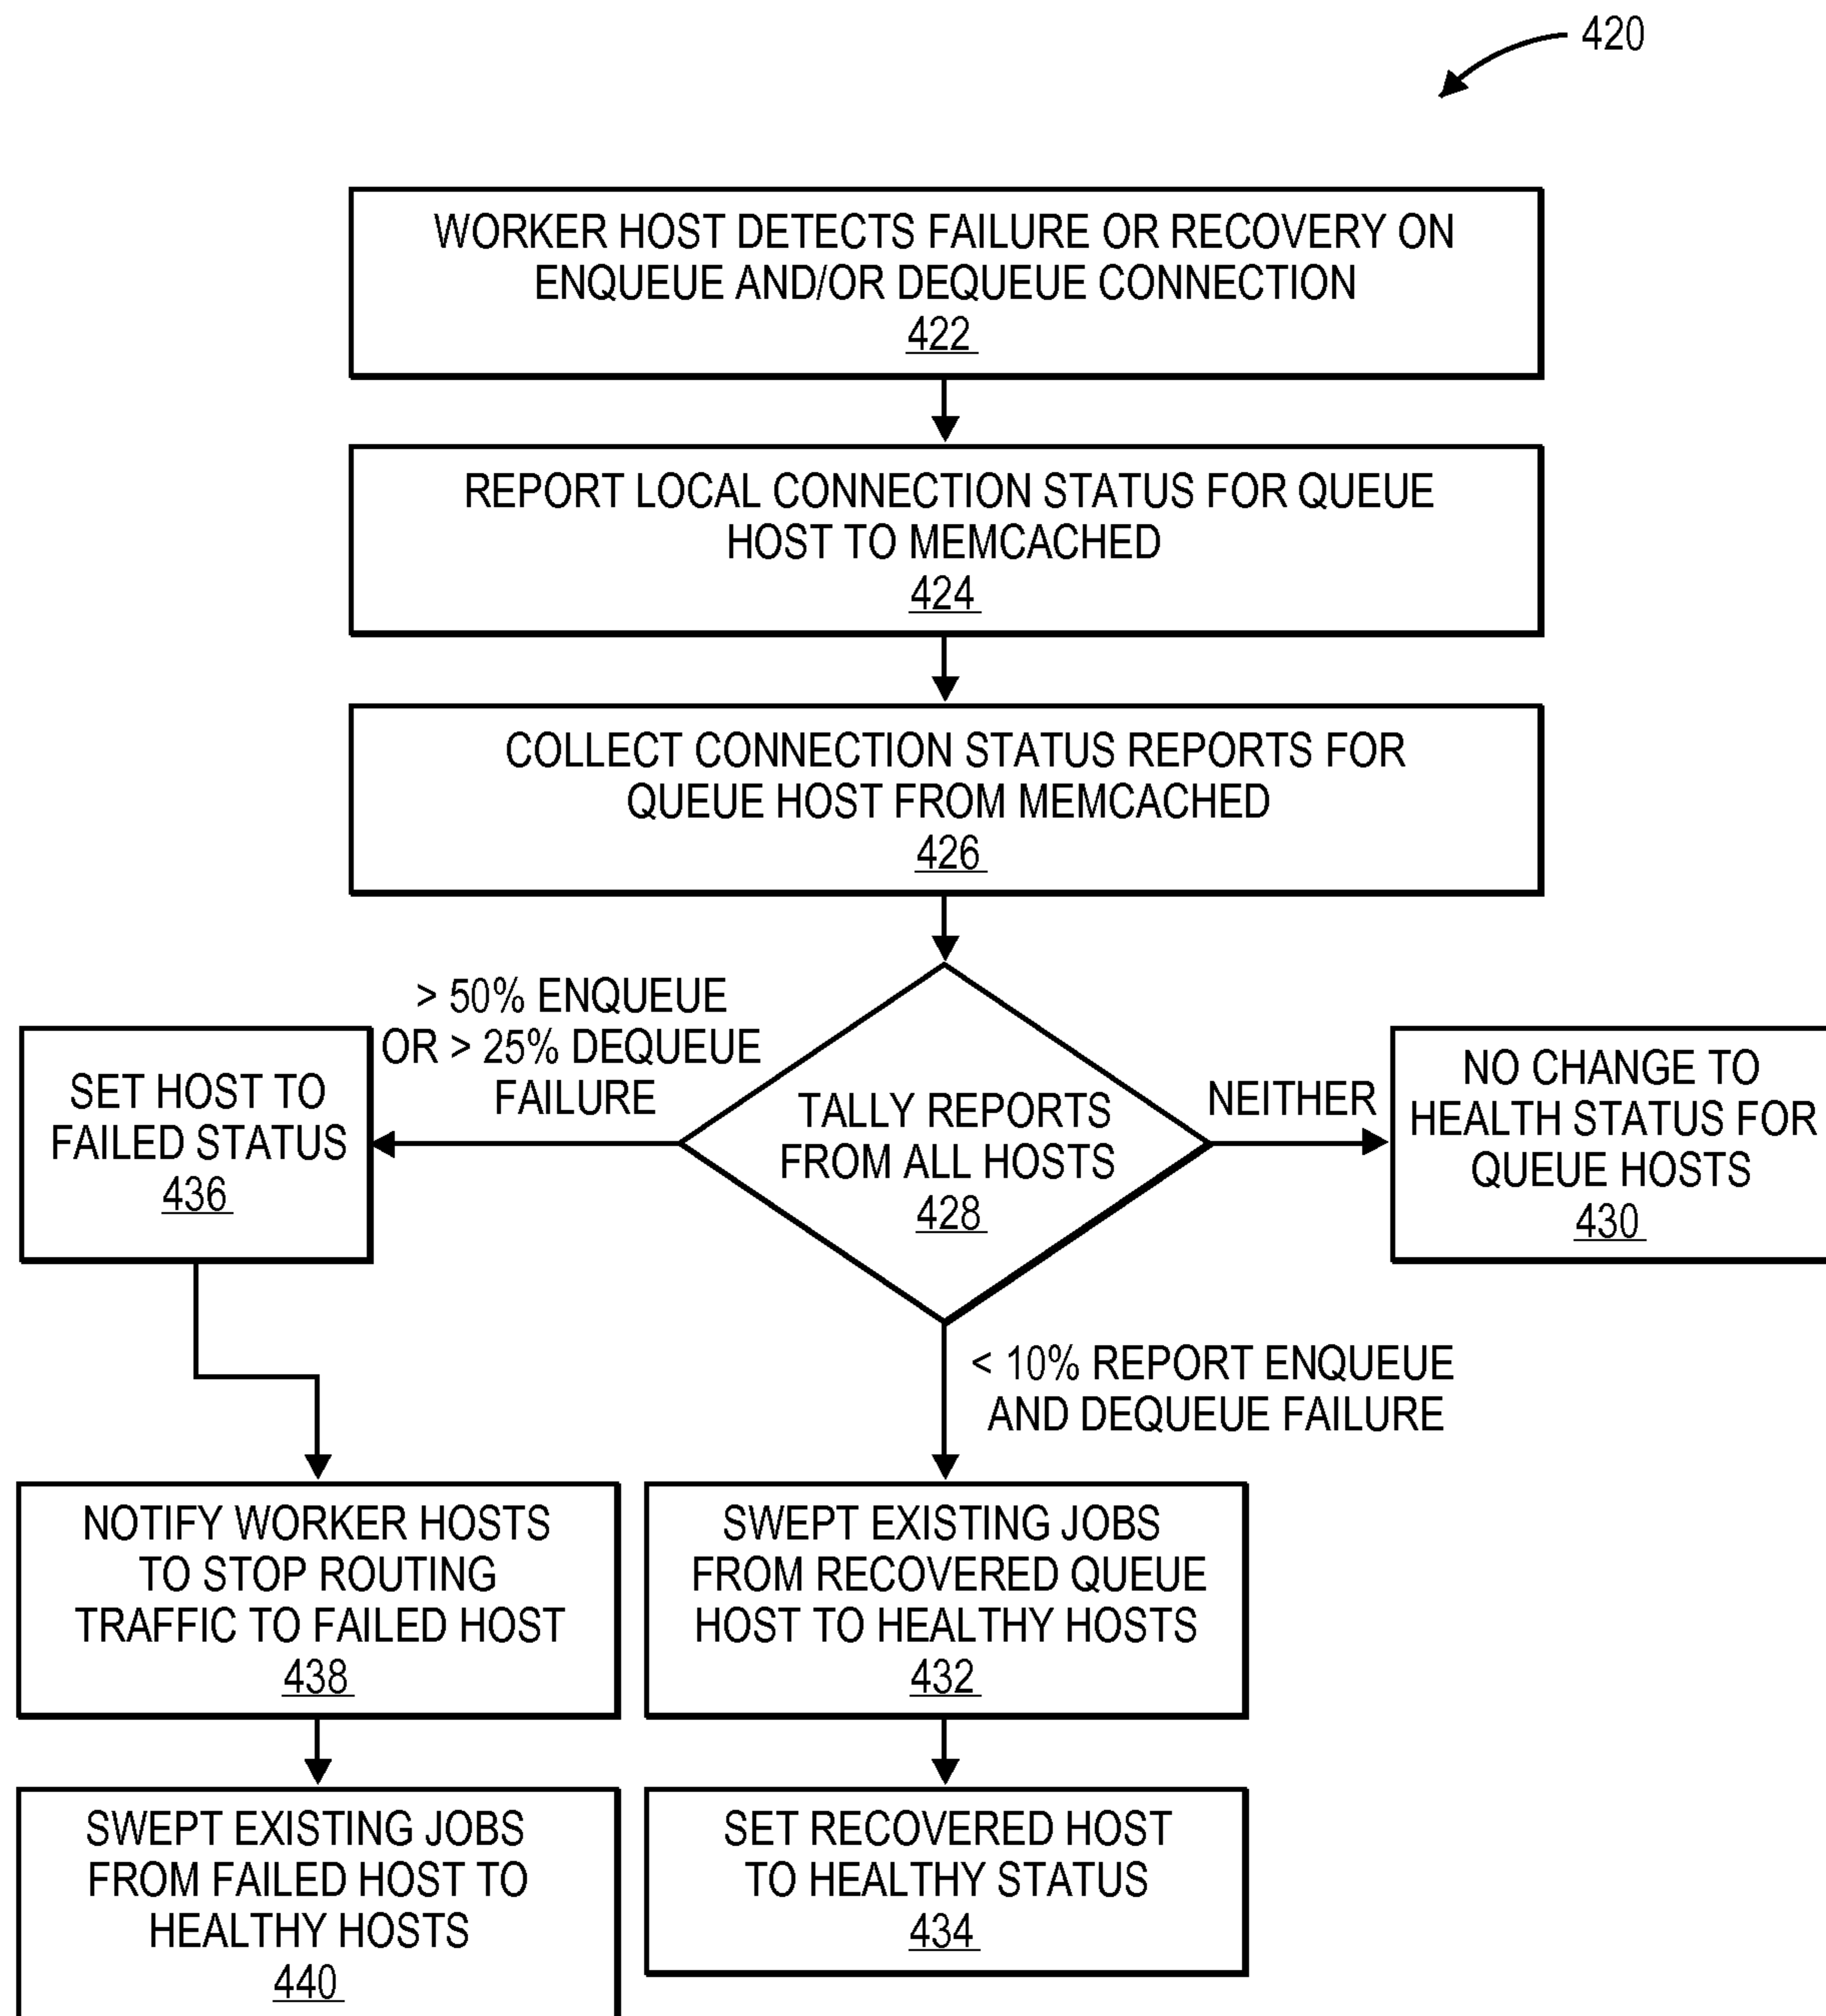 420
WORKER HOST DETECTS FAILURE OR RECOVERY ON
ENQUEUE AND/OR DEQUEUE CONNECTION
422
REPORT LOCAL CONNECTION STATUS FOR QUEUE
HOST TO MEMCACHED
424
COLLECT CONNECTION STATUS REPORTS FOR
QUEUE HOST FROM MEMCACHED
426
> 50% ENQUEUE
OR > 25% DEQUEUE
FAILURE
SET HOST TO
FAILED STATUS
436
TALLY REPORTS
FROM ALL HOSTS
428
NEITHER
NO CHANGE TO
HEALTH STATUS FOR
QUEUE HOSTS
430
< 10% REPORT ENQUEUE
AND DEQUEUE FAILURE
NOTIFY WORKER HOSTS
TO STOP ROUTING
TRAFFIC TO FAILED HOST
438
SWEPT EXISTING JOBS
FROM RECOVERED QUEUE
HOST TO HEALTHY HOSTS
432
SWEPT EXISTING JOBS
FROM FAILED HOST TO
HEALTHY HOSTS
440
SET RECOVERED HOST
TO HEALTHY STATUS
434